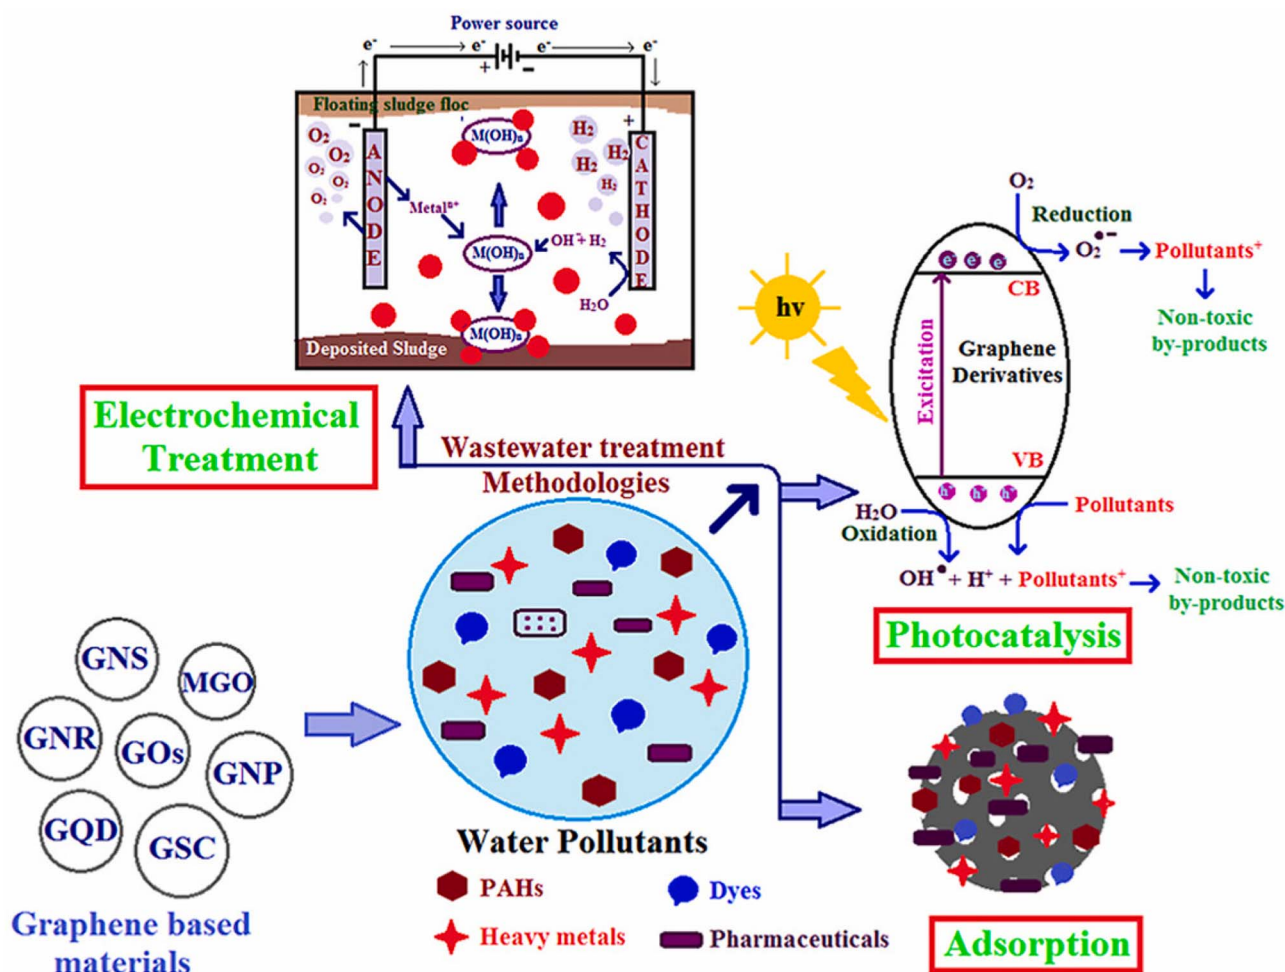 Power source
e⁻
e⁻
e⁻
e⁻
+
−
Floating sludge floc
−
+
O₂
O₂
O₂
O₂
O₂
ANODE
M(OH)ₙ
H₂
H₂
H₂
H₂
CATHODE
Metalⁿ⁺
M(OH)ₙ
OH⁻+ H₂
H₂O
M(OH)ₙ
Deposited Sludge
Electrochemical
Treatment
Wastewater treatment
Methodologies
hv
O₂
Reduction
O₂•−
Pollutants⁺
Non-toxic
by-products
e⁻ e⁻ e⁻
CB
Exicitation
Graphene
Derivatives
VB
h⁺ h⁺ h⁺
H₂O
Oxidation
Pollutants
OH• + H⁺ + Pollutants⁺
Non-toxic
by-products
Photocatalysis
GNS
MGO
GNR
GOs
GNP
GQD
GSC
Graphene based
materials
Water Pollutants
PAHs
Dyes
Heavy metals
Pharmaceuticals
Adsorption